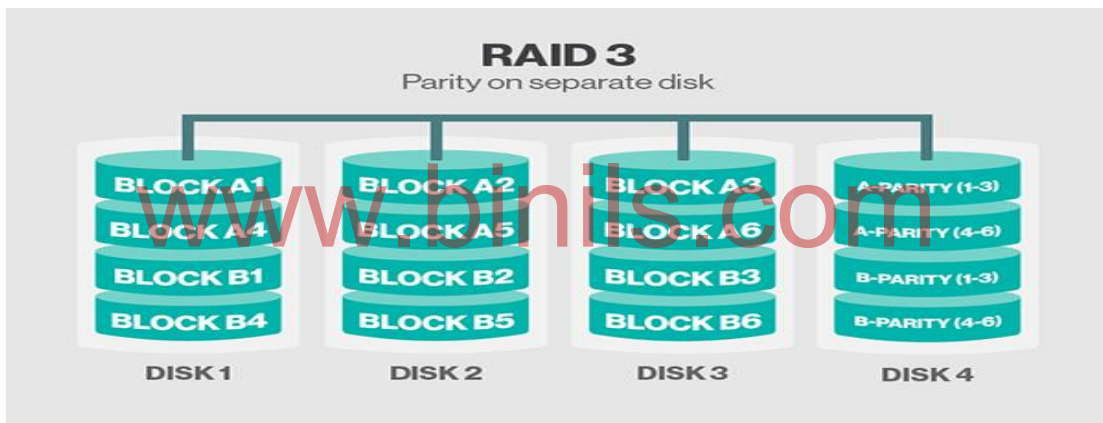 RAID 3
Parity on separate disk
BLOCK A1 BLOCK A2 BLOCK A3 A-PARITY (1-3)
www.binils.com
BLOCK A4 BLOCK A5 BLOCK A6 A-PARITY (4-6)
BLOCK B1 BLOCK B2 BLOCK B3 B-PARITY (1-3)
BLOCK B4 BLOCK B5 BLOCK B6 B-PARITY (4-6)
DISK 1 DISK 2 DISK 3 DISK 4